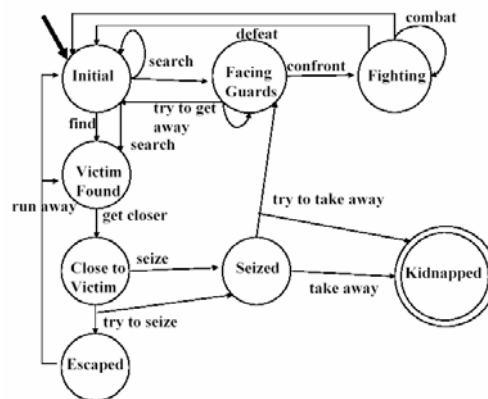 combat
defeat
Initial
search
Facing
Guards
confront
Fighting
try to get
away
find
search
Victim
Found
run away
get closer
try to take away
Close to
Victim
seize
Seized
take away
Kidnapped
try to seize
Escaped